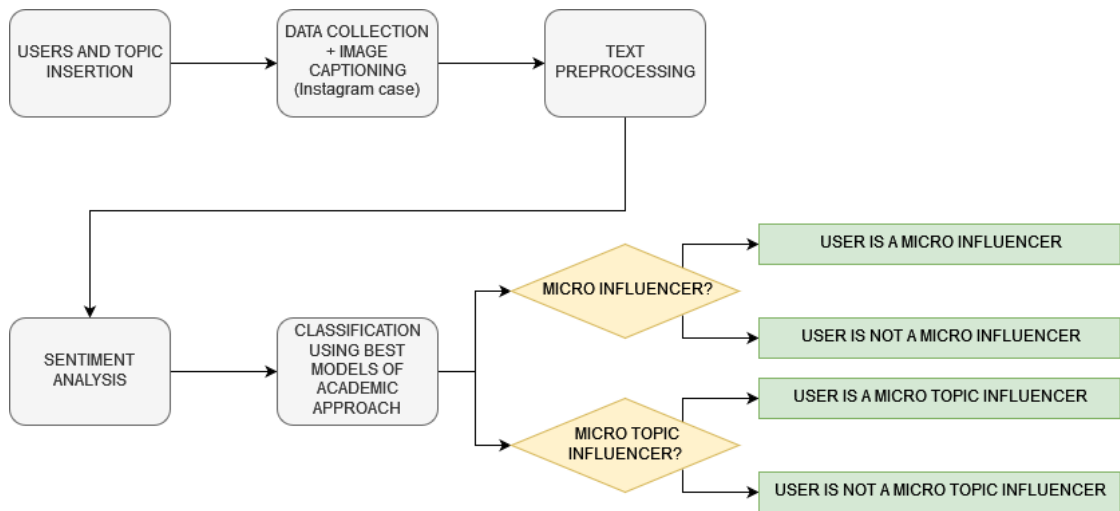 USERS AND TOPIC
INSERTION
DATA COLLECTION
+ IMAGE
CAPTIONING
(Instagram case)
TEXT
PREPROCESSING
SENTIMENT
ANALYSIS
CLASSIFICATION
USING BEST
MODELS OF
ACADEMIC
APPROACH
MICRO INFLUENCER?
USER IS A MICRO INFLUENCER
USER IS NOT A MICRO INFLUENCER
MICRO TOPIC
INFLUENCER?
USER IS A MICRO TOPIC INFLUENCER
USER IS NOT A MICRO TOPIC INFLUENCER